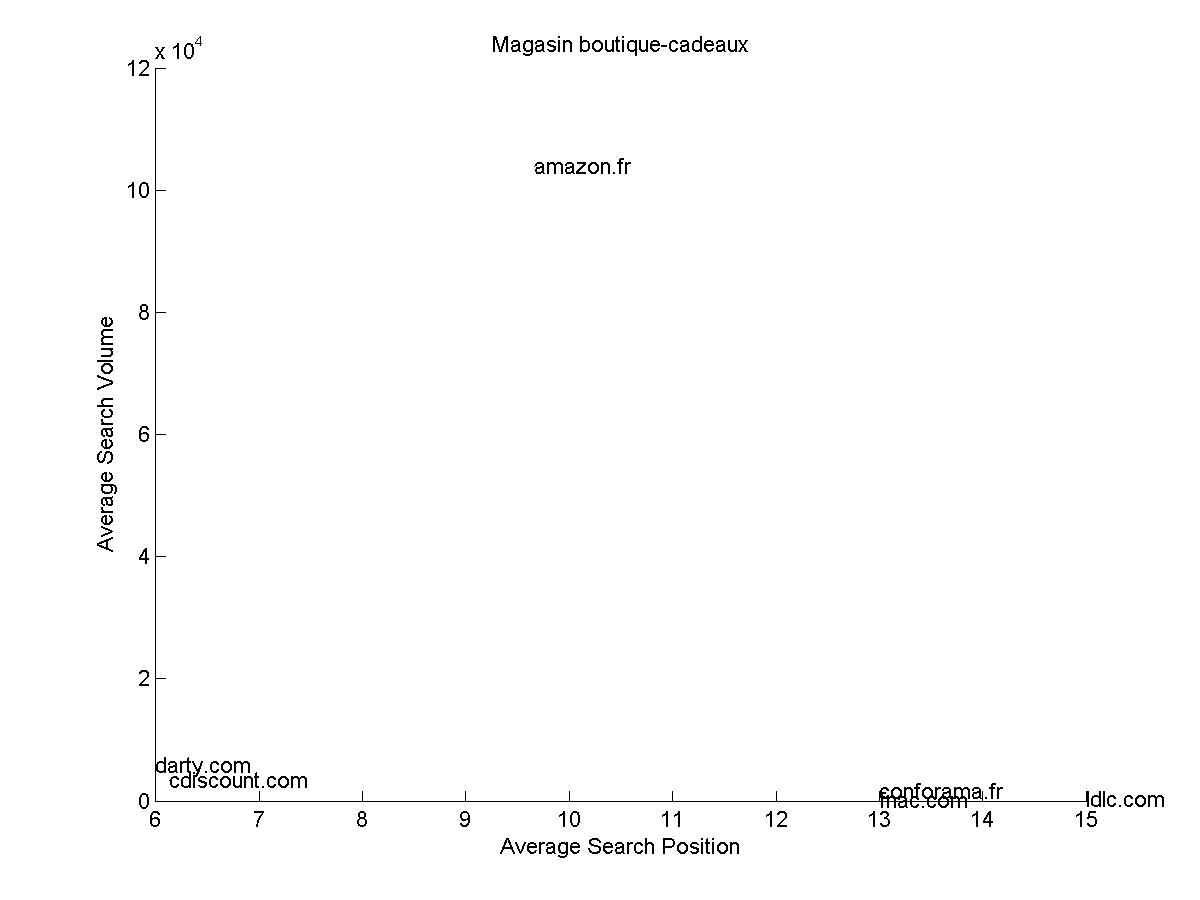 Magasin boutique-cadeaux
x 10^4
12
amazon.fr
10
8
6
4
2
0
Average Search Volume
darty.com
cdiscount.com
conforama.fr
fnac.com
ldlc.com
6 7 8 9 10 11 12 13 14 15
Average Search Position